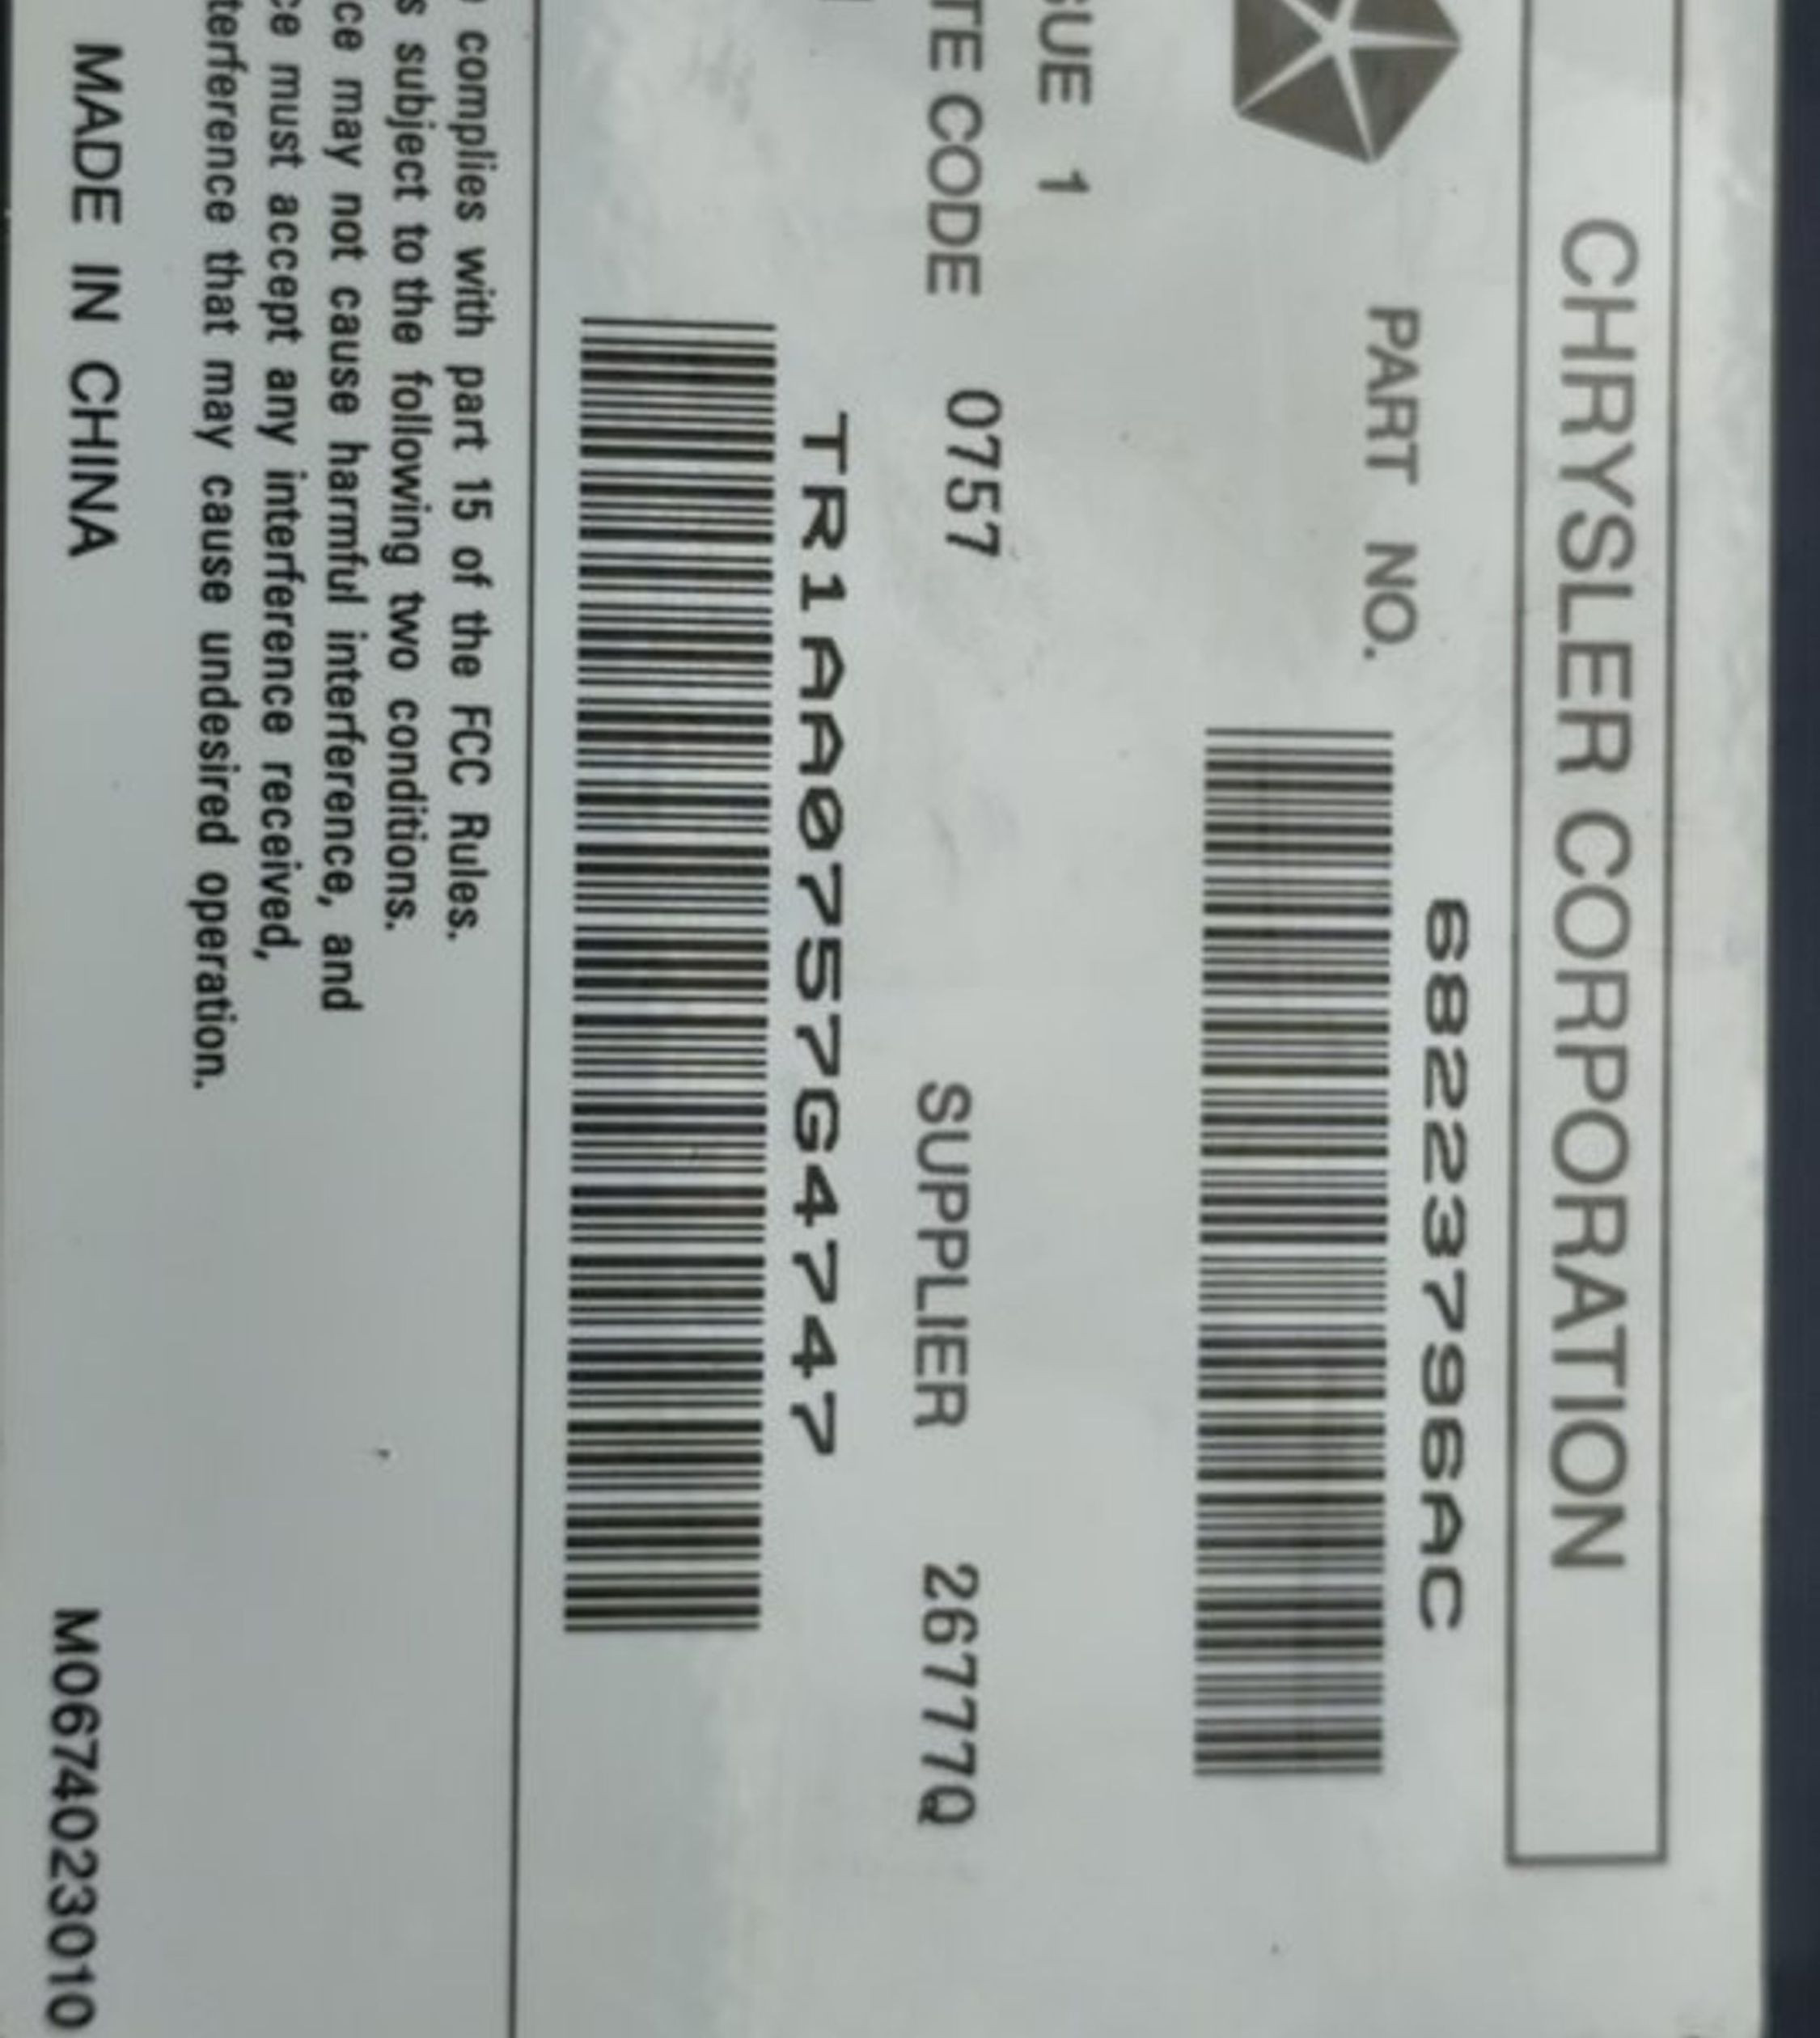 CHRYSLER CORPORATION
68223796AC
PART NO.
SUE 1
TE CODE 0757 SUPPLIER 26777Q
TR1AA0757G4747
complies with part 15 of the FCC Rules.
s subject to the following two conditions.
ce may not cause harmful interference, and
ce must accept any interference received,
terference that may cause undesired operation.
MADE IN CHINA M0674023010